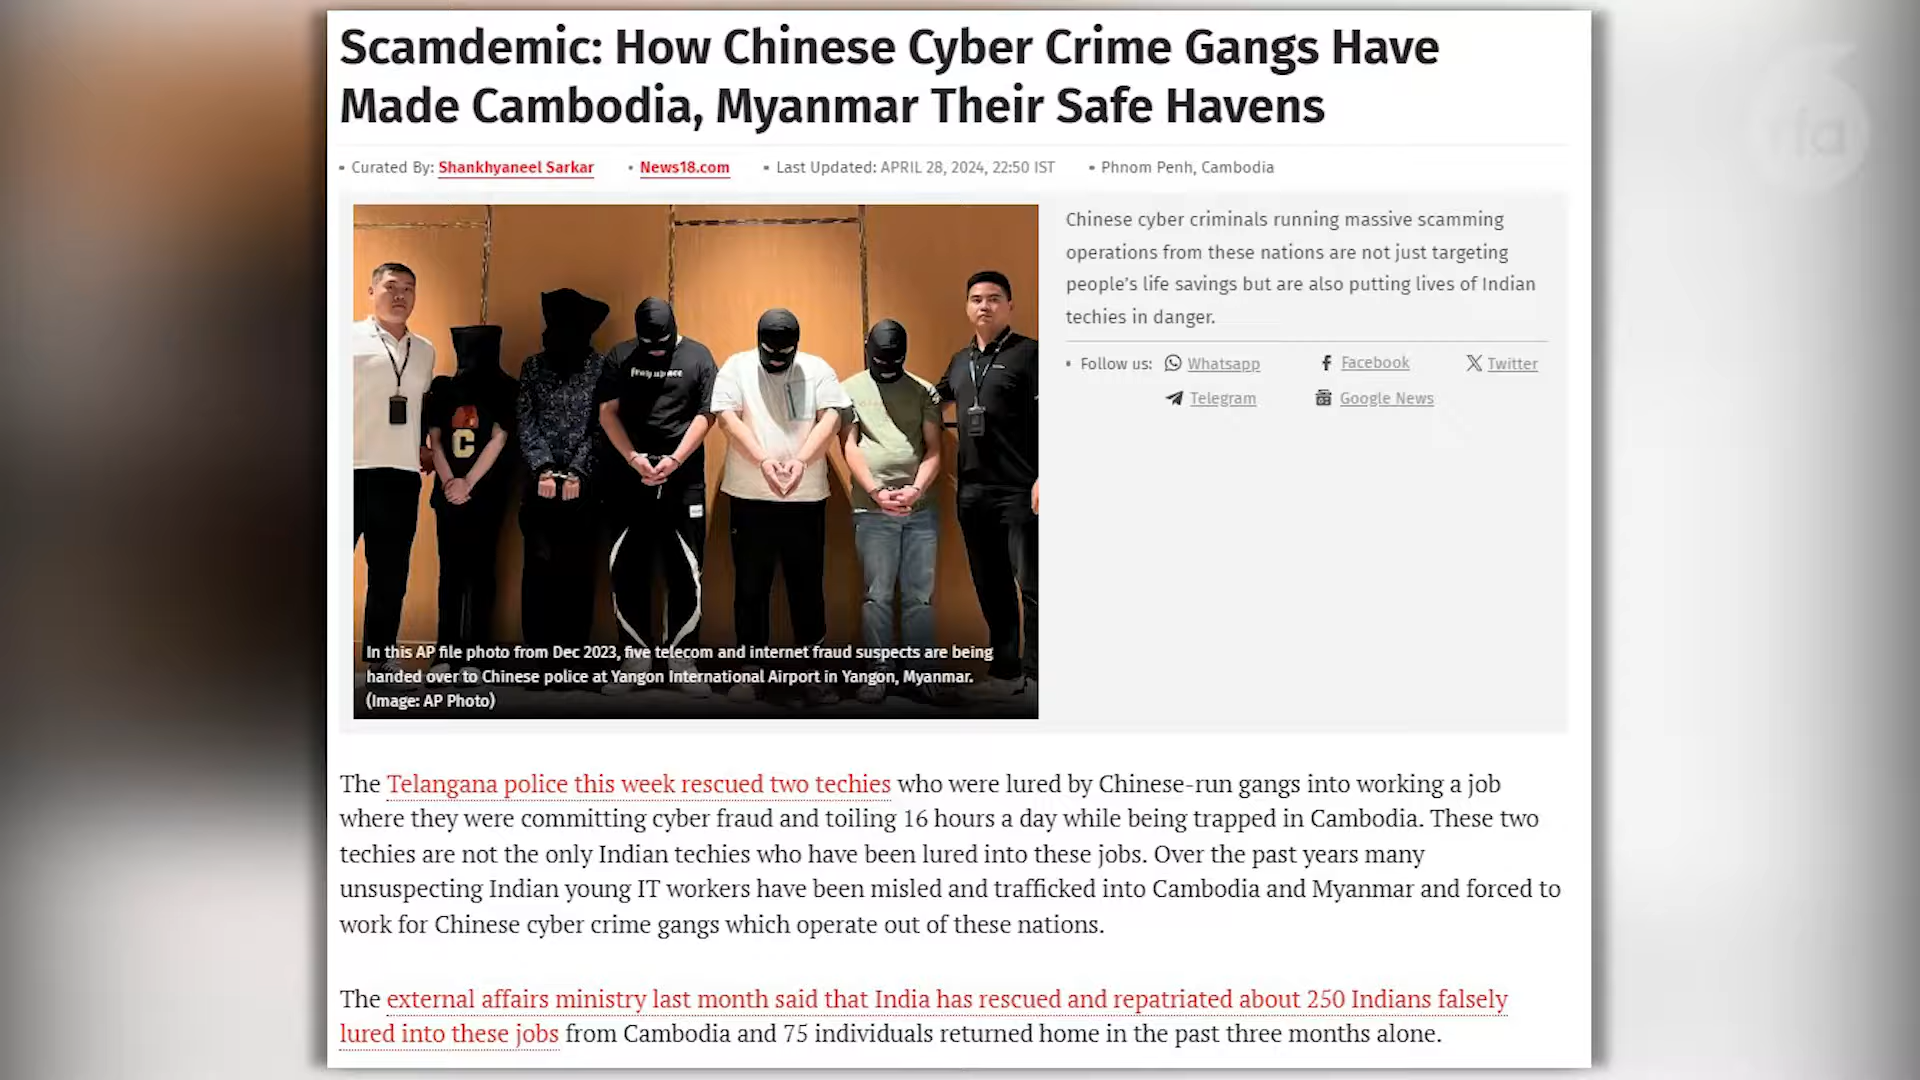 Scamdemic: How Chinese Cyber Crime Gangs Have
Made Cambodia, Myanmar Their Safe Havens
Curated By: Shankhyaneel Sarkar
News18.com
Last Updated: APRIL 28, 2024, 22:50 IST
Phnom Penh, Cambodia
C
In this AP file photo from Dec 2023, five telecom and internet fraud suspects are being
handed over to Chinese police at Yangon International Airport in Yangon, Myanmar.
(Image: AP Photo)
Chinese cyber criminals running massive scamming
operations from these nations are not just targeting
people's life savings but are also putting lives of Indian
techies in danger.
Follow us: Whatsapp Facebook Twitter
Telegram Google News
The Telangana police this week rescued two techies who were lured by Chinese-run gangs into working a job
where they were committing cyber fraud and toiling 16 hours a day while being trapped in Cambodia. These two
techies are not the only Indian techies who have been lured into these jobs. Over the past years many
unsuspecting Indian young IT workers have been misled and trafficked into Cambodia and Myanmar and forced to
work for Chinese cyber crime gangs which operate out of these nations.
The external affairs ministry last month said that India has rescued and repatriated about 250 Indians falsely
lured into these jobs from Cambodia and 75 individuals returned home in the past three months alone.
rfa